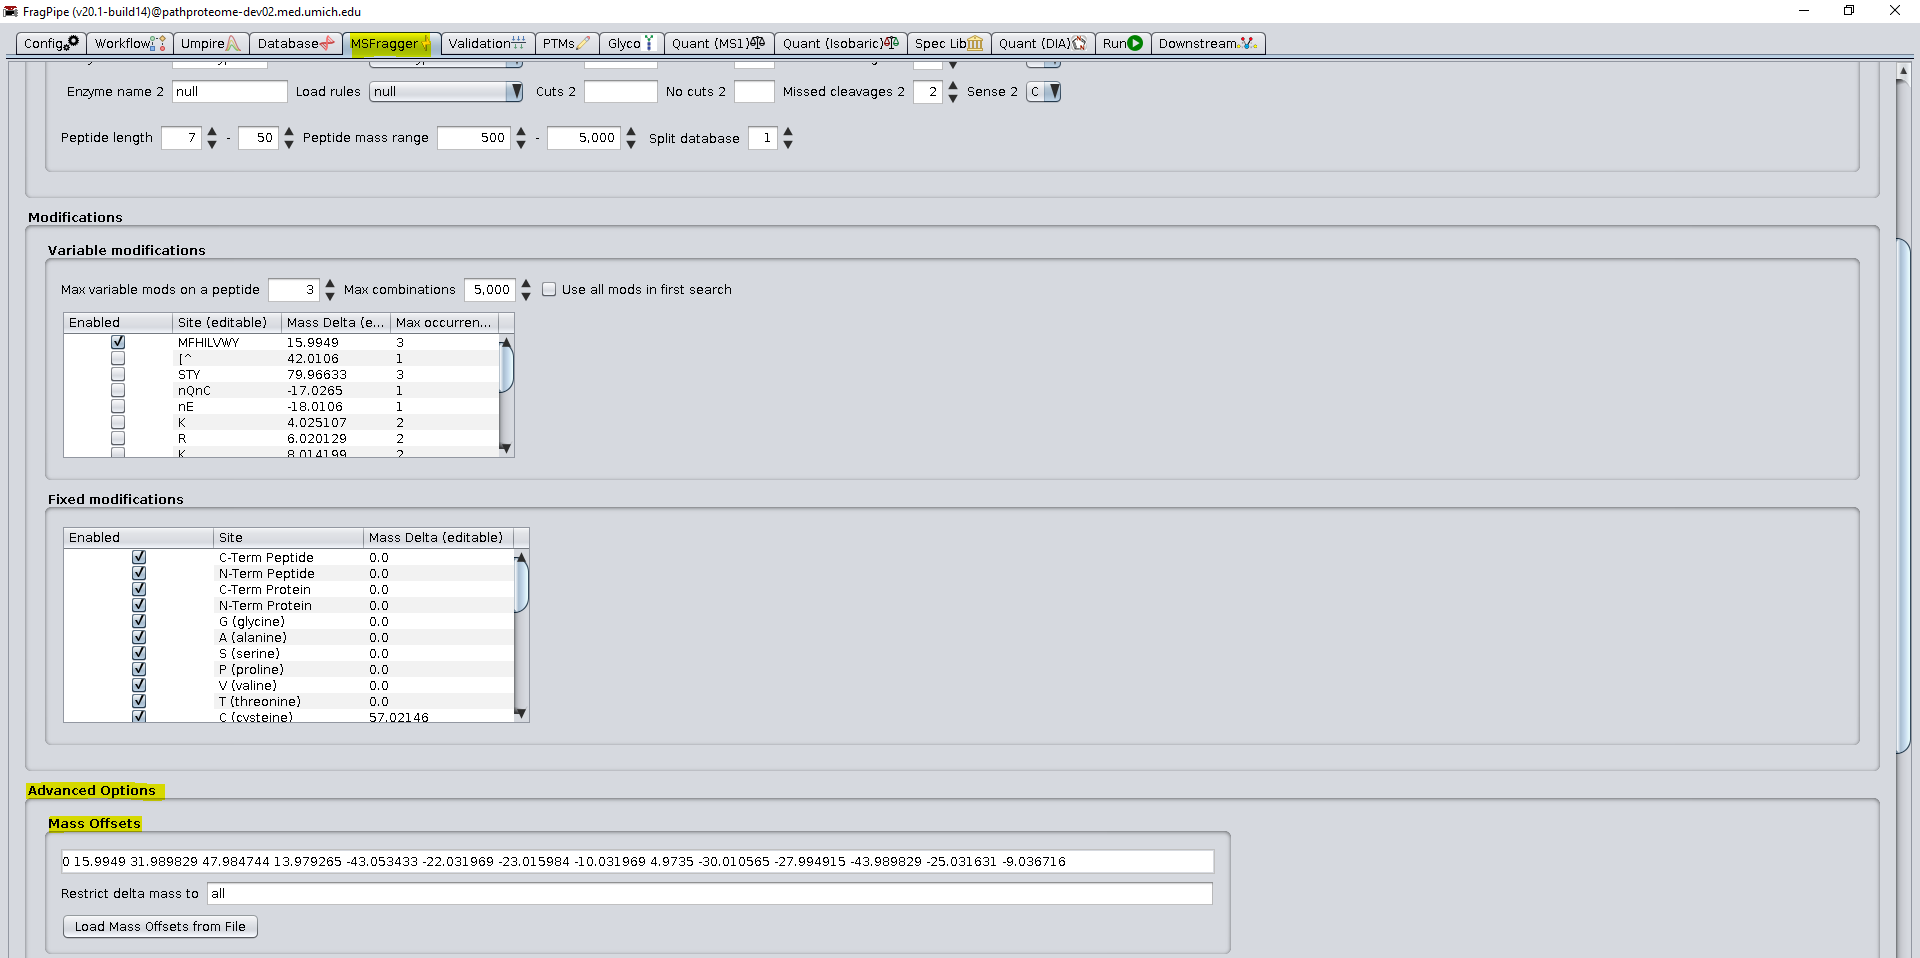 FragPipe (v20.1-build14)@pathproteome-dev02.med.umich.edu
Config Workflow Umpire Database MSFragger Validation PTMs Glyco Quant (MS1) Quant (Isobaric) Spec Lib Quant (DIA) Run Downstream
Enzyme name 2 null Load rules null Cuts 2 No cuts 2 Missed cleavages 2 2 Sense 2 C
Peptide length 7 - 50 Peptide mass range 500 - 5,000 Split database 1
Modifications
Variable modifications
Max variable mods on a peptide 3 Max combinations 5,000 Use all mods in first search
Enabled Site (editable) Mass Delta (e... Max occurren...
MFHILVWY 15.9949 3
[^ 42.0106 1
STY 79.96633 3
nQnC -17.0265 1
nE -18.0106 1
K 4.025107 2
R 6.020129 2
K 8.014199 2
Fixed modifications
Enabled Site Mass Delta (editable)
C-Term Peptide 0.0
N-Term Peptide 0.0
C-Term Protein 0.0
N-Term Protein 0.0
G (glycine) 0.0
A (alanine) 0.0
S (serine) 0.0
P (proline) 0.0
V (valine) 0.0
T (threonine) 0.0
C (cysteine) 57.02146
Advanced Options
Mass Offsets
0 15.9949 31.989829 47.984744 13.979265 -43.053433 -22.031969 -23.015984 -10.031969 4.9735 -30.010565 -27.994915 -43.989829 -25.031631 -9.036716
Restrict delta mass to all
Load Mass Offsets from File